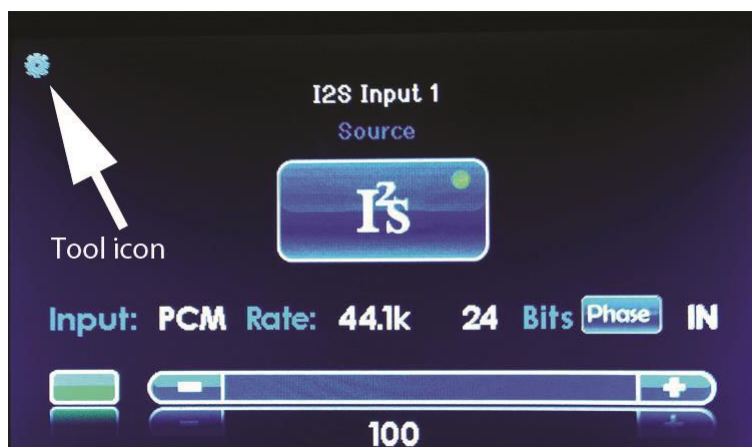 I2S Input 1
Source
I²S
Tool icon
Input: PCM Rate: 44.1k 24 Bits Phase IN
- +
100